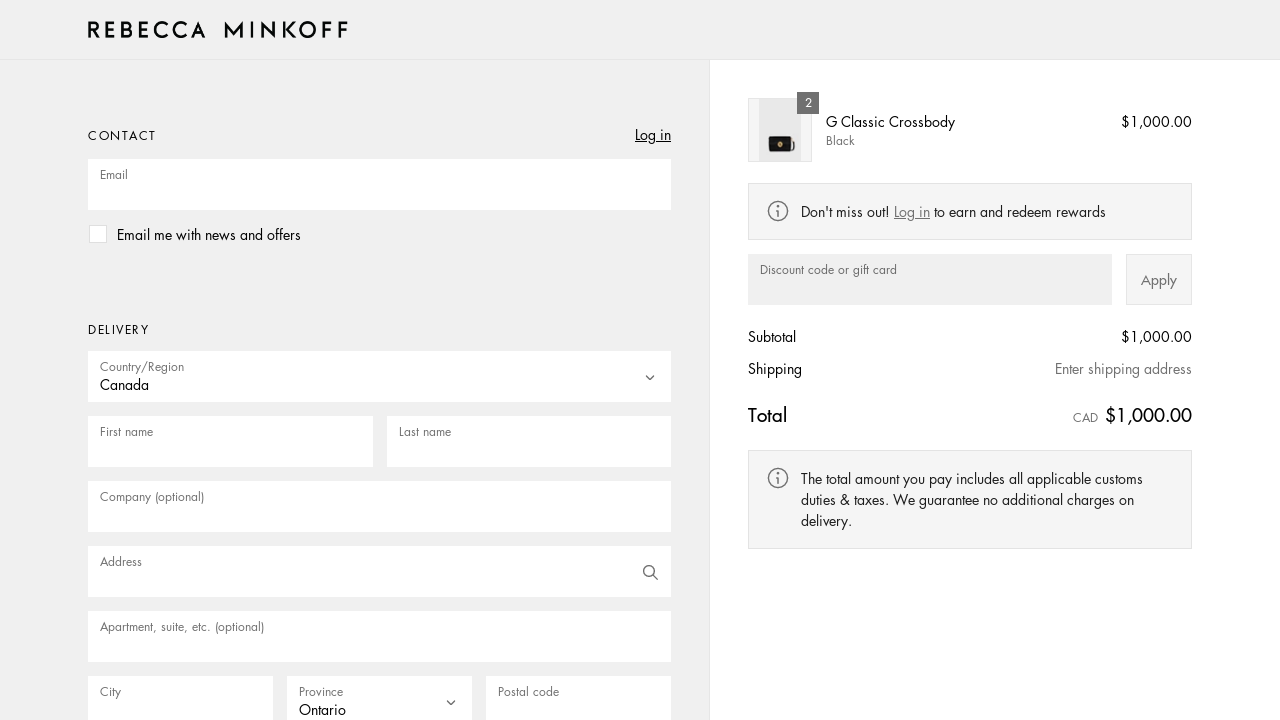 REBECCA MINKOFF
CONTACT
Log in
Email
Email me with news and offers
DELIVERY
Country/Region
Canada
First name
Last name
Company (optional)
Address
Apartment, suite, etc. (optional)
City
Province
Ontario
Postal code
2
G Classic Crossbody
$1,000.00
Black
Don't miss out! Log in to earn and redeem rewards
Discount code or gift card
Apply
Subtotal
$1,000.00
Shipping
Enter shipping address
Total
CAD $1,000.00
The total amount you pay includes all applicable customs
duties & taxes. We guarantee no additional charges on
delivery.